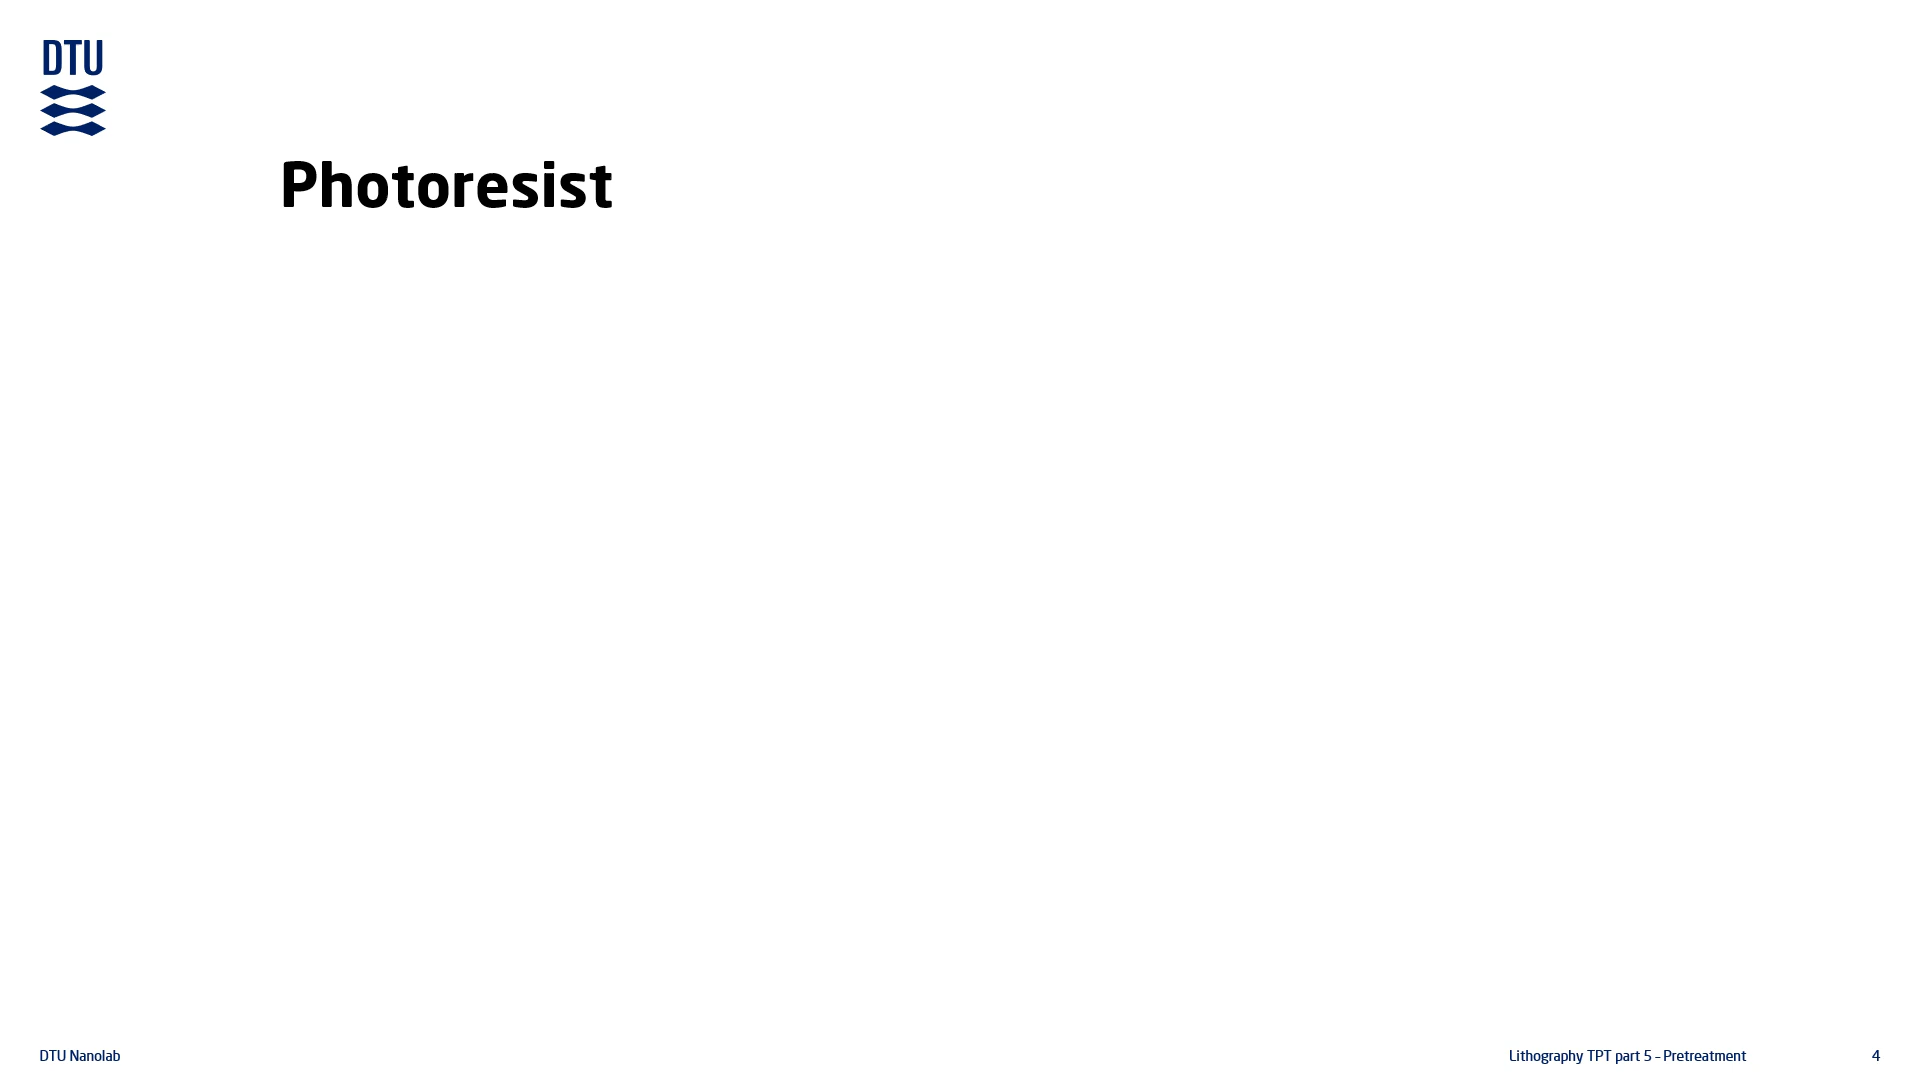 DTU
Photoresist
DTU Nanolab
Lithography TPT part 5 – Pretreatment
4